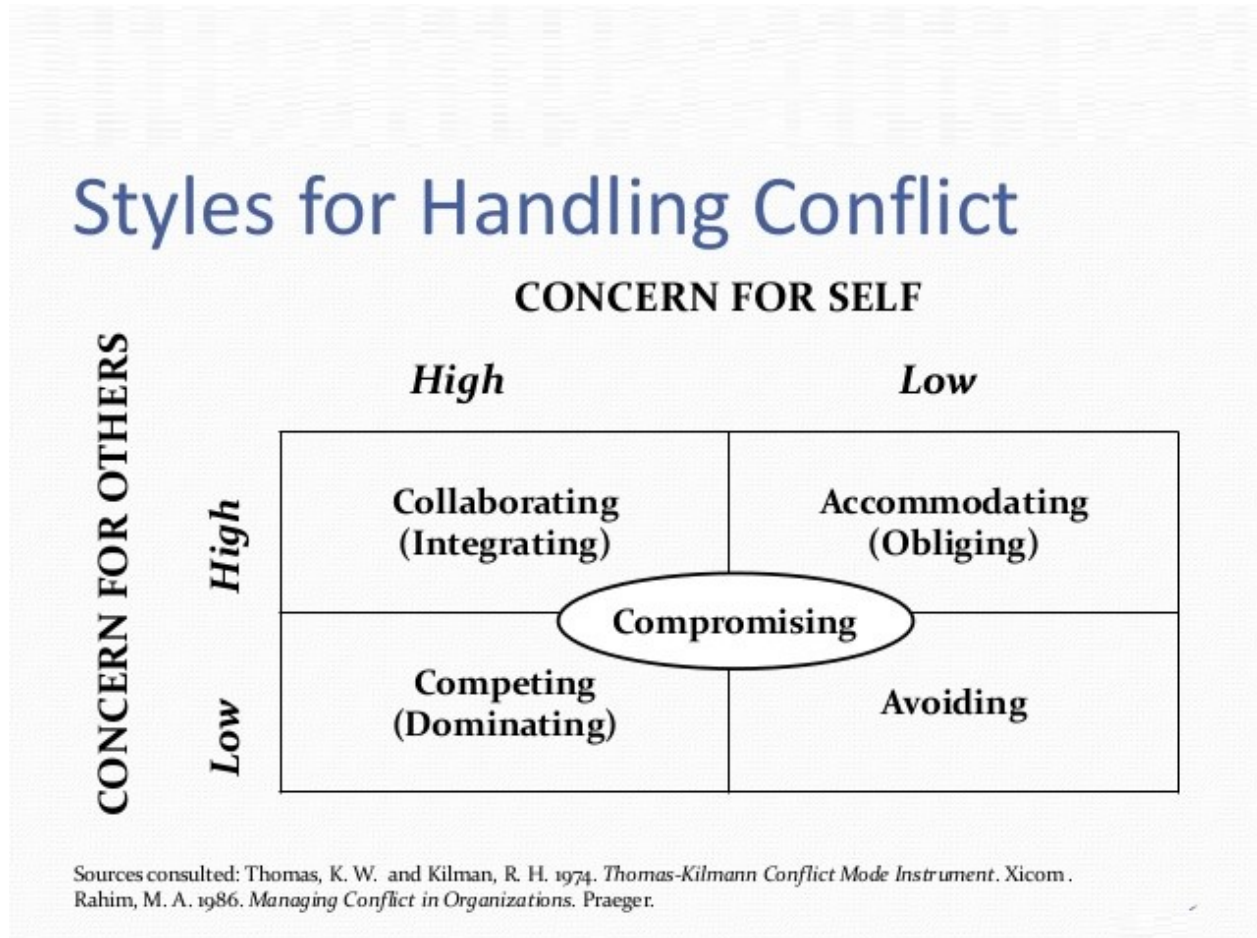 Styles for Handling Conflict
CONCERN FOR SELF
High
Low
CONCERN FOR OTHERS
High
Collaborating
(Integrating)
Accommodating
(Obliging)
Compromising
Low
Competing
(Dominating)
Avoiding
Sources consulted: Thomas, K. W. and Kilman, R. H. 1974. Thomas-Kilmann Conflict Mode Instrument. Xicom .
Rahim, M. A. 1986. Managing Conflict in Organizations. Praeger.